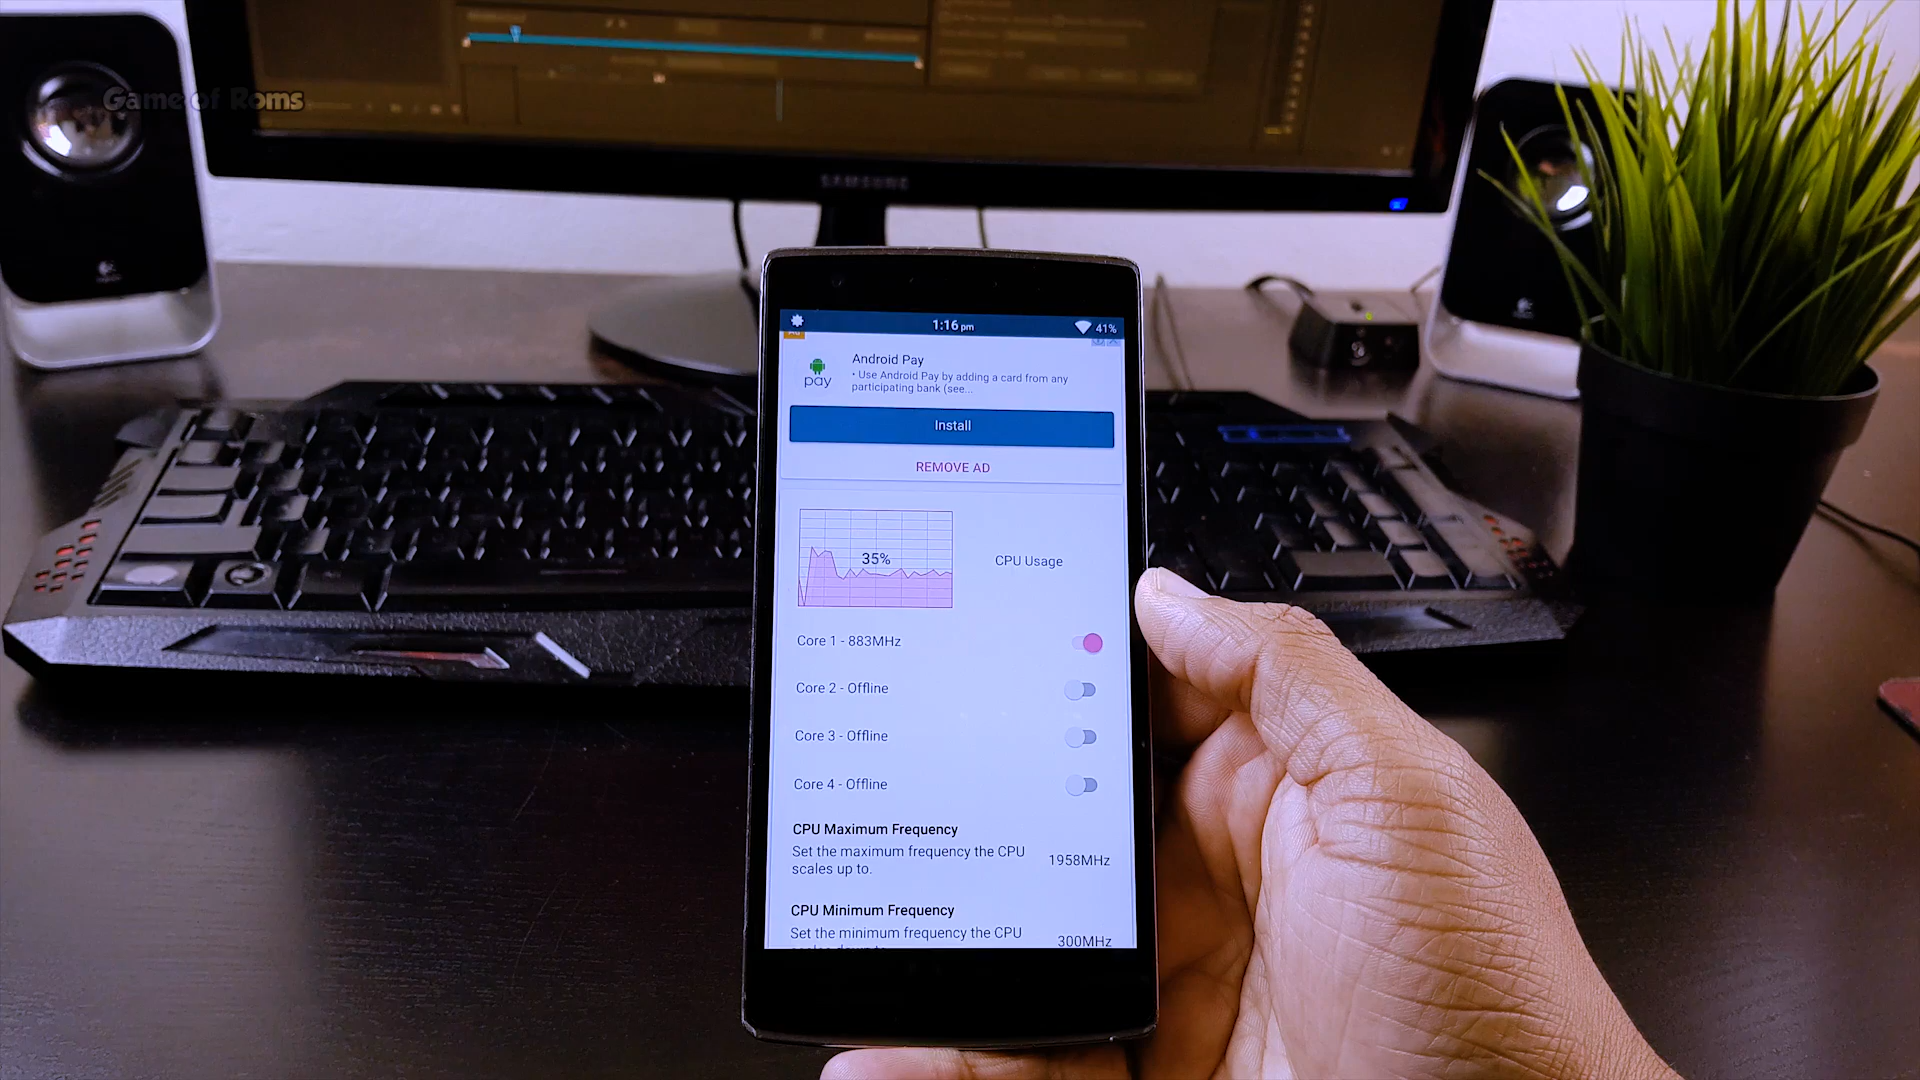 Game of Roms
SAMSUNG
1:16 pm
41%
Android Pay
• Use Android Pay by adding a card from any
participating bank (see...
pay
Install
REMOVE AD
35%
CPU Usage
Core 1 - 883MHz
Core 2 - Offline
Core 3 - Offline
Core 4 - Offline
CPU Maximum Frequency
Set the maximum frequency the CPU
scales up to.
1958MHz
CPU Minimum Frequency
Set the minimum frequency the CPU
300MHz